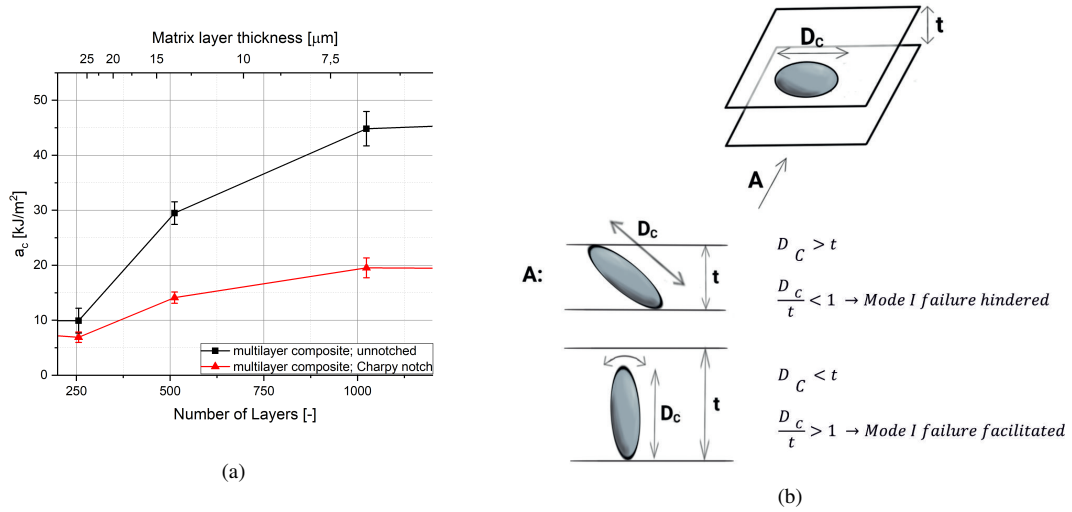 Matrix layer thickness [μm]
25 20 15 10 7,5
50
40
30
20
10
0
a_c [kJ/m²]
multilayer composite; unnotched
multilayer composite; Charpy notch
250 500 750 1000
Number of Layers [-]
(a)
D_C
t
A
A:
D_C
t
D_C > t
D_C/t < 1 → Mode I failure hindered
D_C
t
D_C < t
D_C/t > 1 → Mode I failure facilitated
(b)